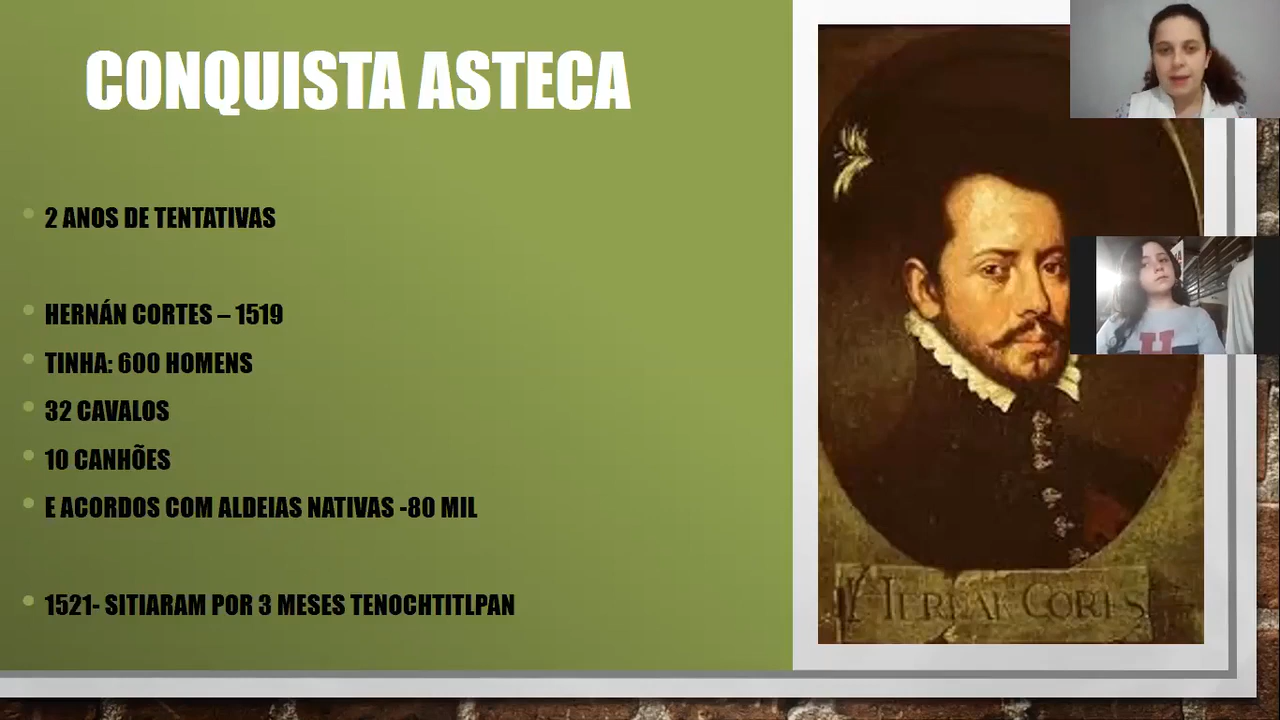 CONQUISTA ASTECA
2 ANOS DE TENTATIVAS
HERNÁN CORTES – 1519
TINHA: 600 HOMENS
32 CAVALOS
10 CANHÕES
E ACORDOS COM ALDEIAS NATIVAS -80 MIL
1521- SITIARAM POR 3 MESES TENOCHTITLPAN
CORTES
H